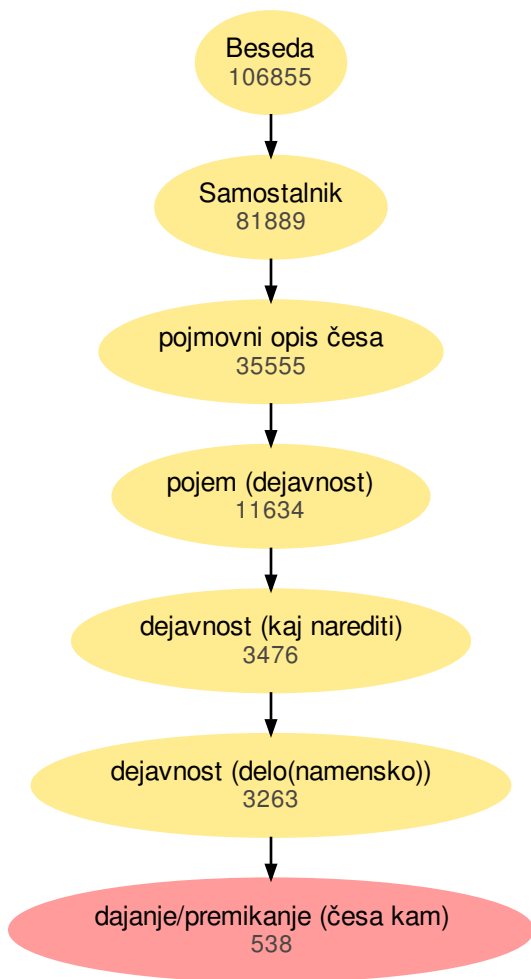 Beseda
106855
Samostalnik
81889
pojmovni opis česa
35555
pojem (dejavnost)
11634
dejavnost (kaj narediti)
3476
dejavnost (delo(namensko))
3263
dajanje/premikanje (česa kam)
538